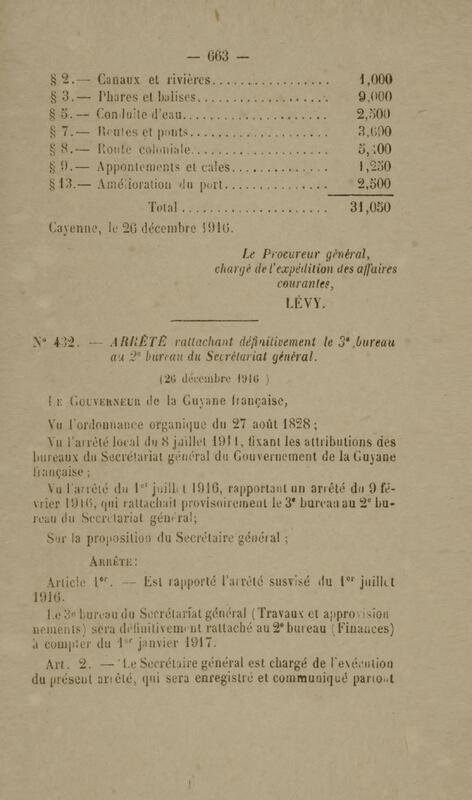 — 663 —
§ 2.— Canaux et rivières.................. 1,000
§ 3.— Phares et balises.................... 9,000
§ 5.— Conduite d'eau...................... 2,500
§ 7.— Routes et ponts..................... 3,600
§ 8.— Route coloniale..................... 5,400
§ 9.— Appontements et cales............... 1,250
§ 13.— Amélioration du port............... 2,500
Total...................... 31,050
Cayenne, le 26 décembre 1916.
Le Procureur général,
chargé de l'expédition des affaires
courantes,
LÉVY.
N° 432. — ARRÊTÉ rattachant définitivement le 3e bureau
au 2e bureau du Secrétariat général.
(26 décembre 1916 )
LE GOUVERNEUR de la Guyane française,
Vu l'ordonnance organique du 27 août 1828 ;
Vu l'arrêté local du 8 juillet 1911, fixant les attributions des
bureaux du Secrétariat général du Gouvernement de la Guyane
française ;
Vu l'arrêté du 1er juillet 1916, rapportant un arrêté du 9 fé-
vrier 1916, qui rattachait provisoirement le 3e bureau au 2e bu-
reau du Secrétariat général;
Sur la proposition du Secrétaire général ;
ARRÊTE:
Article 1er. — Est rapporté l'arrêté susvisé du 1er juillet
1916.
Le 3e bureau du Secrétariat général (Travaux et approvision
nements) sera définitivement rattaché au 2e bureau (Finances)
à compter du 1er janvier 1917.
Art. 2. — Le Secrétaire général est chargé de l'exécution
du présent arrêté, qui sera enregistré et communiqué partout